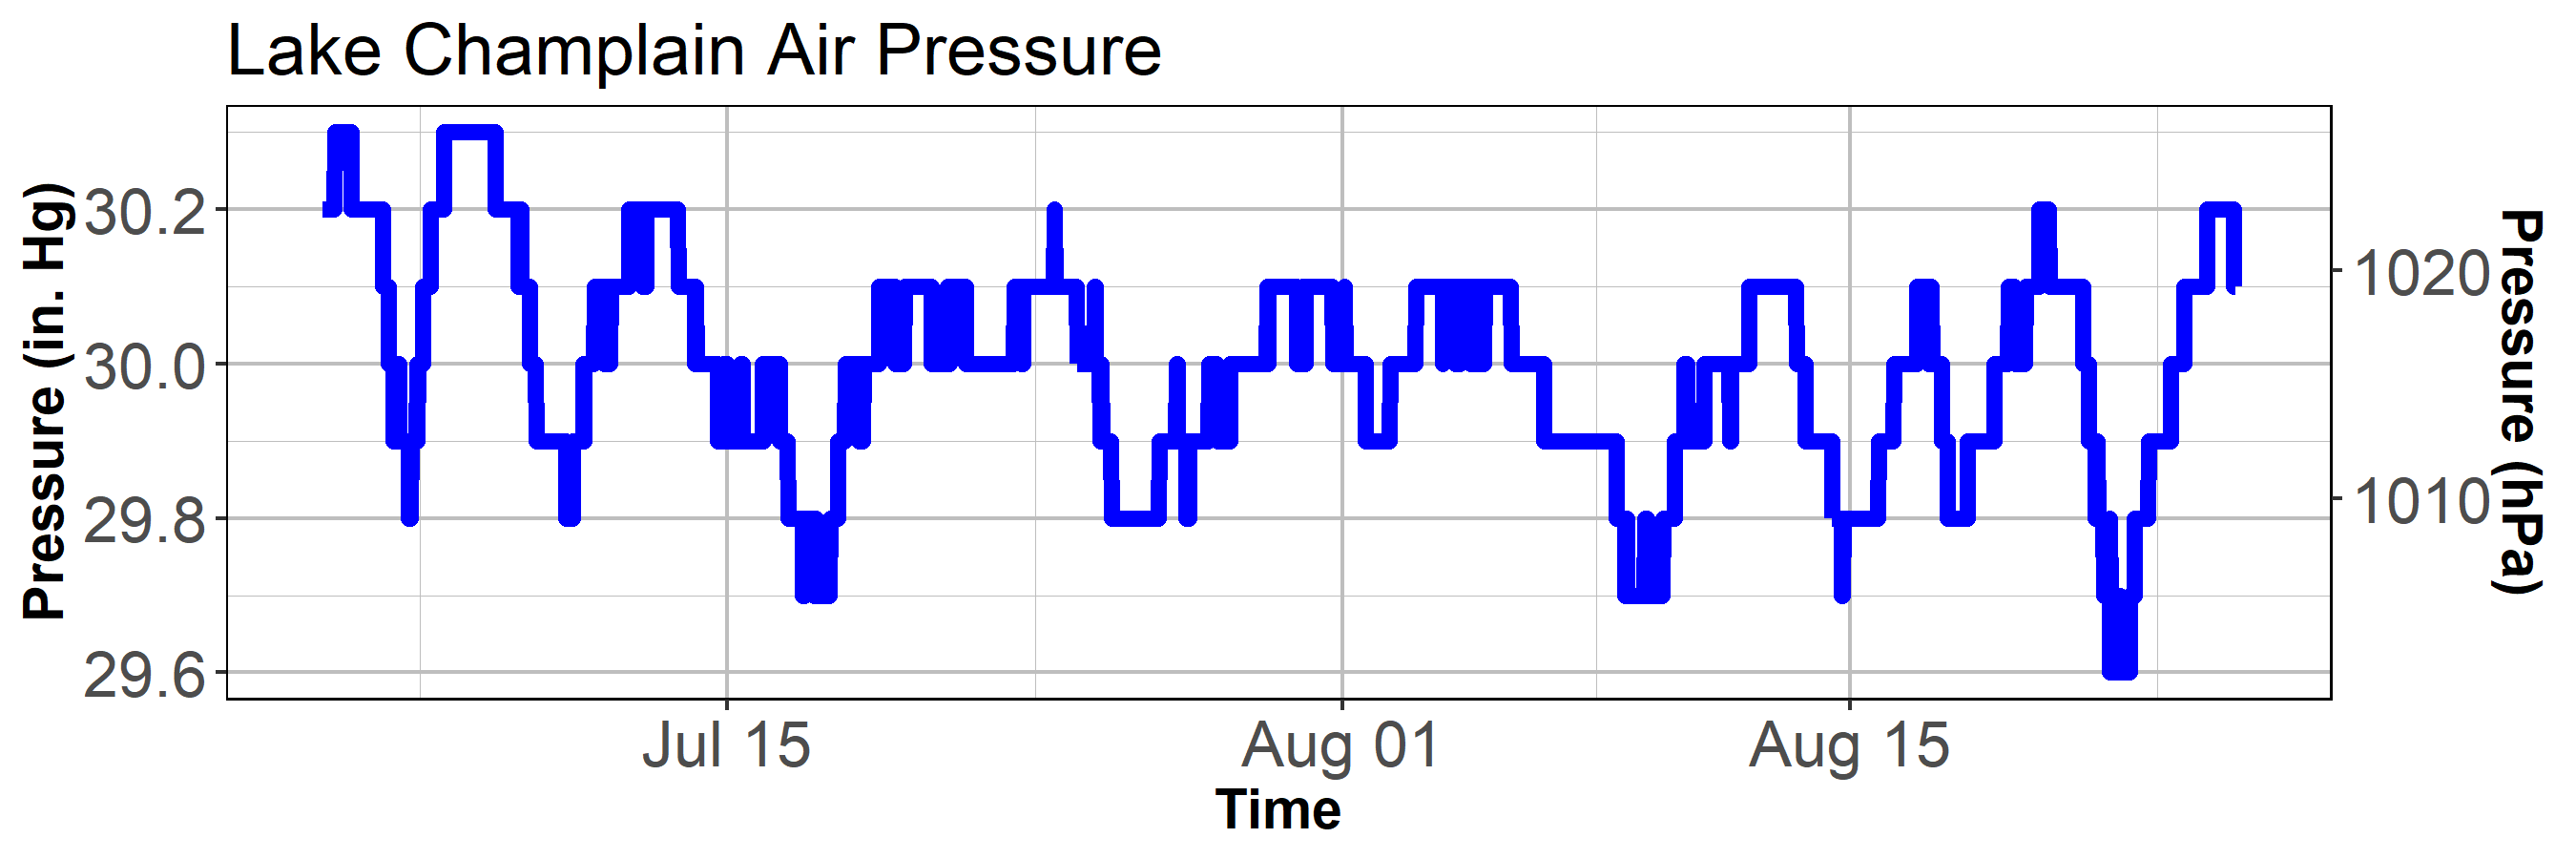 Lake Champlain Air Pressure
Pressure (in. Hg)
30.2
30.0
29.8
29.6
1020
1010
Pressure (hPa)
Jul 15
Aug 01
Aug 15
Time